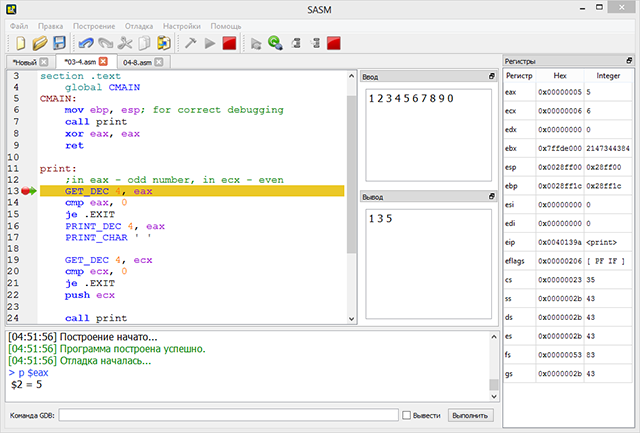 SASM
Файл Правка Построение Отладка Настройки Помощь
*Новый *03-4.asm 04-8.asm
3 section .text
4 global CMAIN
5 CMAIN:
6 mov ebp, esp; for correct debugging
7 call print
8 xor eax, eax
9 ret
10
11 print:
12 ;in eax - odd number, in ecx - even
13 GET_DEC 4, eax
14 cmp eax, 0
15 je .EXIT
16 PRINT_DEC 4, eax
17 PRINT_CHAR ' '
18
19 GET_DEC 4, ecx
20 cmp ecx, 0
21 je .EXIT
22 push ecx
23
24 call print
Ввод
1 2 3 4 5 6 7 8 9 0
Вывод
1 3 5
Регистры
Регистр Hex Integer
eax 0x00000005 5
ecx 0x00000006 6
edx 0x00000000 0
ebx 0x7ffde000 2147344384
esp 0x0028ff00 0x28ff00
ebp 0x0028ff1c 0x28ff1c
esi 0x00000000 0
edi 0x00000000 0
eip 0x0040139a <print>
eflags 0x00000206 [ PF IF ]
cs 0x00000023 35
ss 0x0000002b 43
ds 0x0000002b 43
es 0x0000002b 43
fs 0x00000053 83
gs 0x0000002b 43
[04:51:56] Построение начато...
[04:51:56] Программа построена успешно.
[04:51:56] Отладка началась...
> p $eax
$2 = 5
Команда GDB: Вывести Выполнить